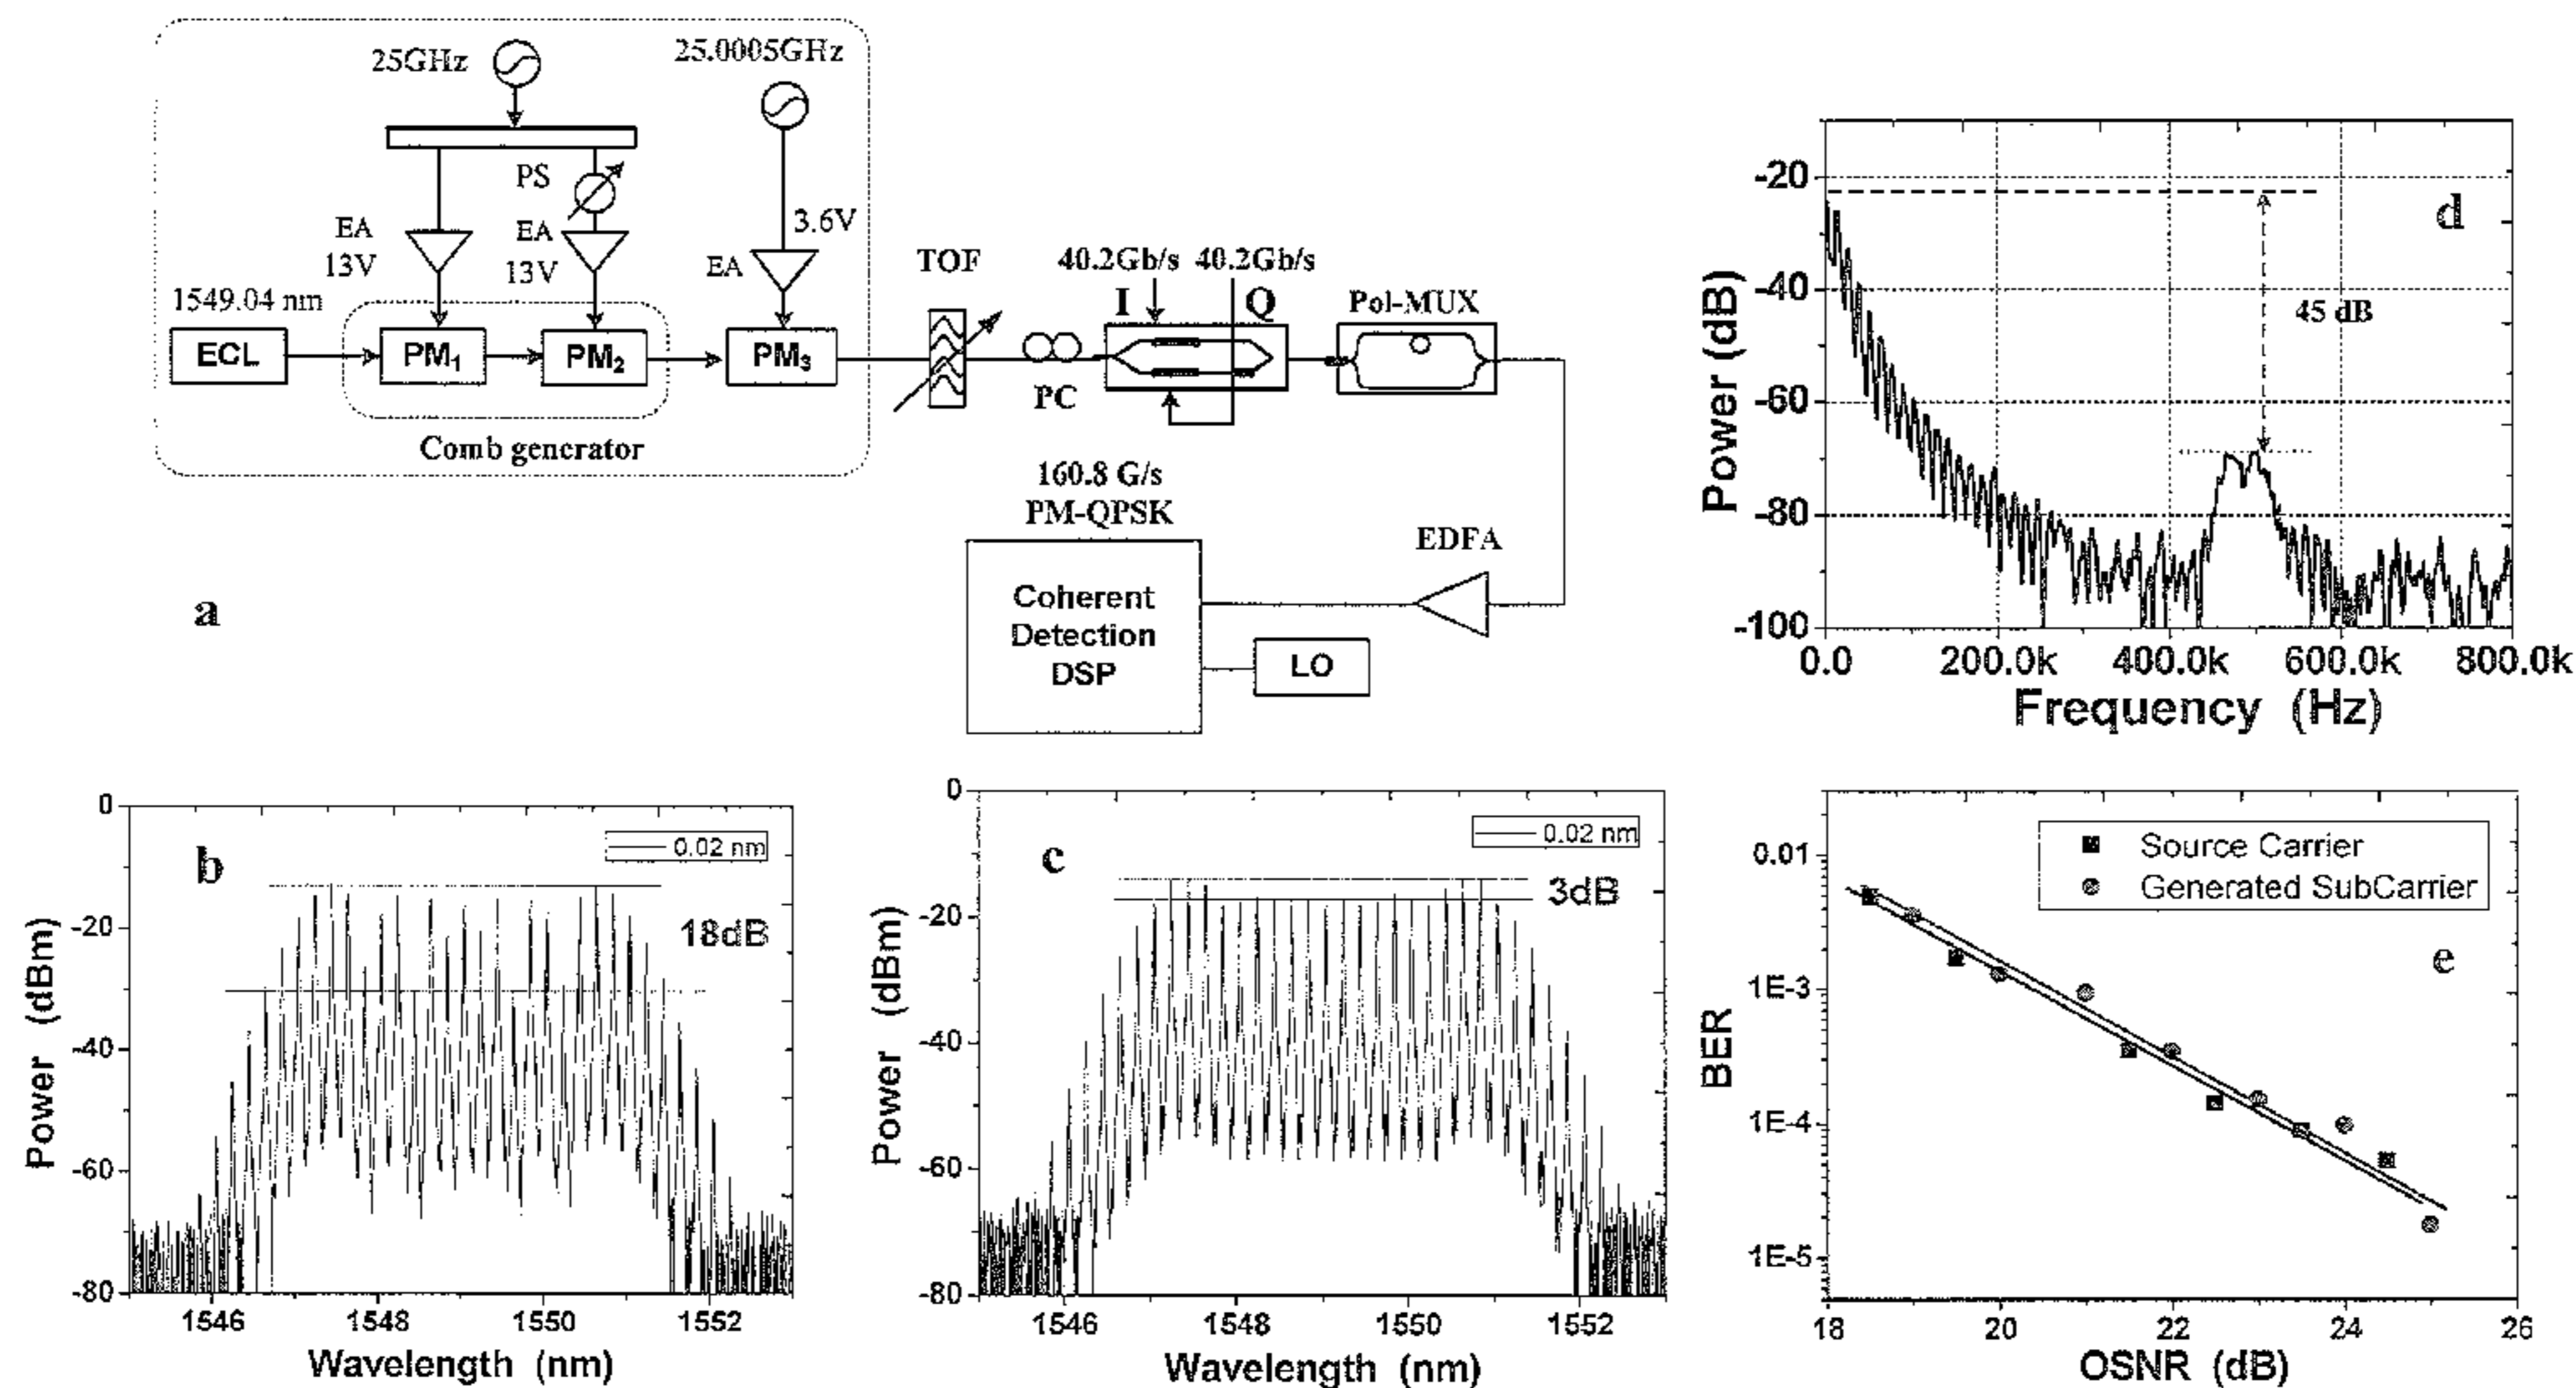 25GHz
25.0005GHz
PS
EA
13V
EA
13V
3.6V
EA
1549.04 nm
ECL
PM₁
PM₂
PM₃
Comb generator
TOF
PC
40.2Gb/s 40.2Gb/s
I
Q
Pol-MUX
160.8 G/s
PM-QPSK
Coherent
Detection
DSP
LO
EDFA
a
d
-20
-40
-60
-80
-100
45 dB
Power (dB)
0.0
200.0k
400.0k
600.0k
800.0k
Frequency (Hz)
b
0.02 nm
18dB
0
-20
-40
-60
-80
Power (dBm)
1546
1548
1550
1552
Wavelength (nm)
c
0.02 nm
3dB
0
-20
-40
-60
-80
Power (dBm)
1546
1548
1550
1552
Wavelength (nm)
Source Carrier
Generated SubCarrier
e
0.01
1E-3
1E-4
1E-5
BER
18
20
22
24
26
OSNR (dB)